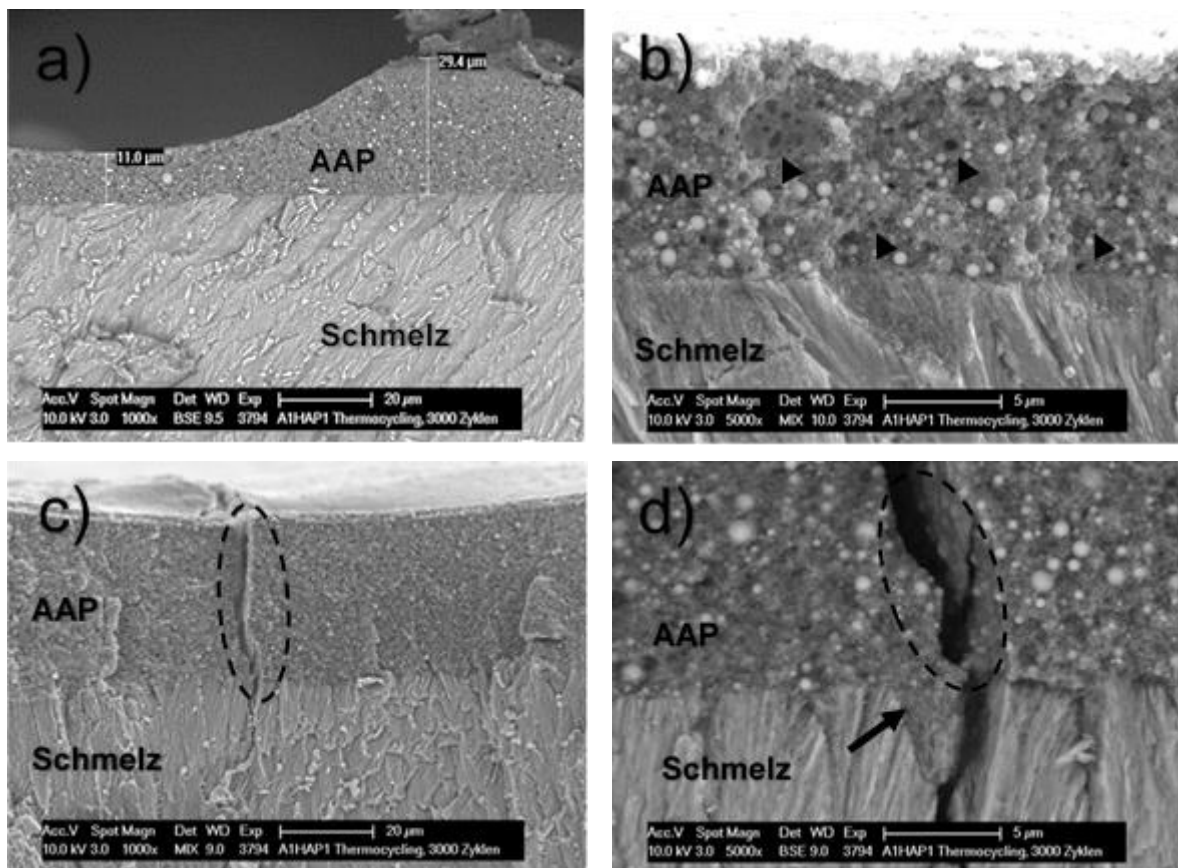 a)
29.4 µm
11.0 µm
AAP
Schmelz
Acc.V Spot Magn Det WD Exp 20 µm
10.0 kV 3.0 1000x BSE 9.5 3794 A1HAP1 Thermocycling, 3000 Zyklen
b)
AAP
Schmelz
Acc.V Spot Magn Det WD Exp 5 µm
10.0 kV 3.0 5000x MIX 10.0 3794 A1HAP1 Thermocycling, 3000 Zyklen
c)
AAP
Schmelz
Acc.V Spot Magn Det WD Exp 20 µm
10.0 kV 3.0 1000x MIX 9.0 3794 A1HAP1 Thermocycling, 3000 Zyklen
d)
AAP
Schmelz
Acc.V Spot Magn Det WD Exp 5 µm
10.0 kV 3.0 5000x BSE 9.0 3794 A1HAP1 Thermocycling, 3000 Zyklen